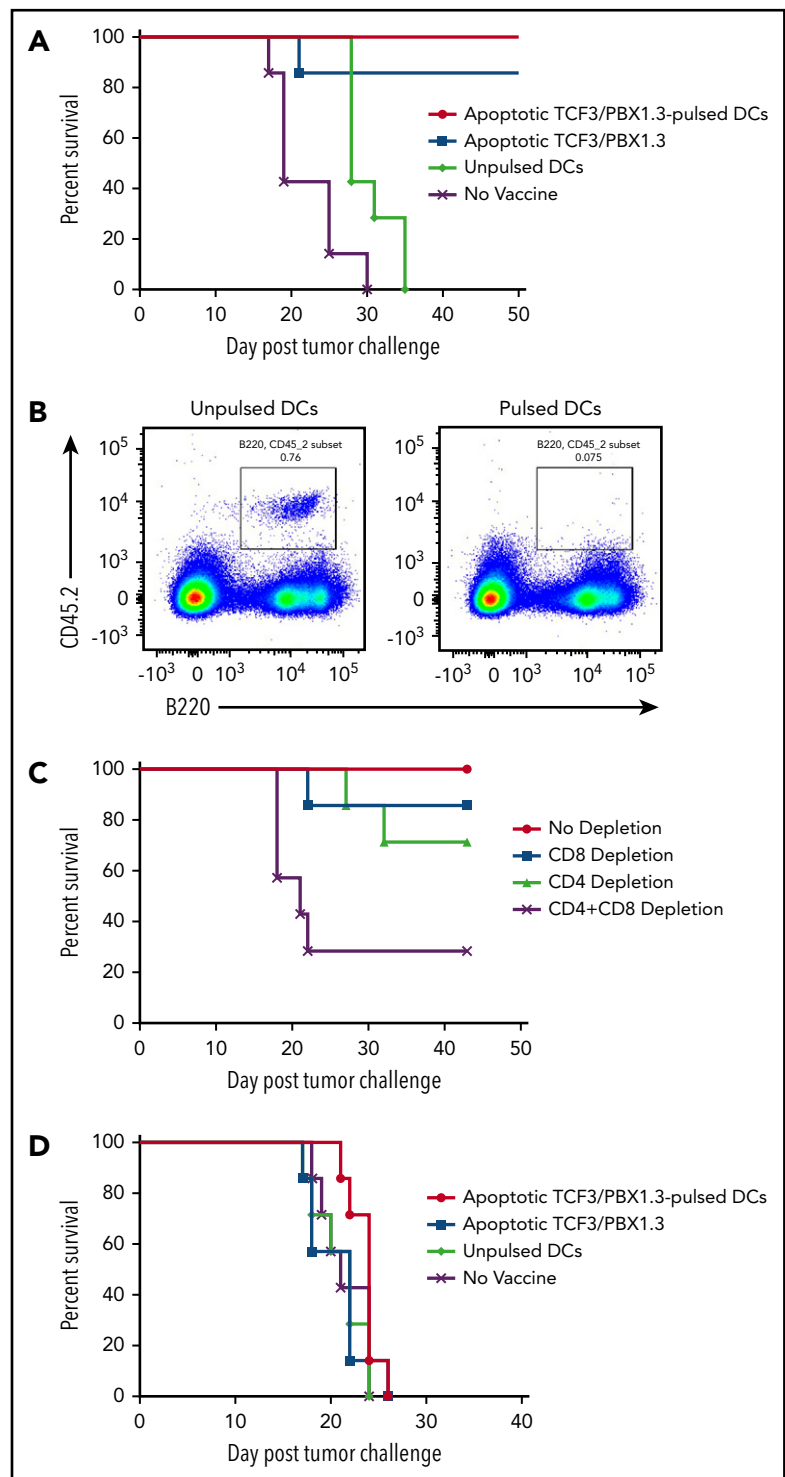 A
100
80
60
40
20
0
Percent survival
0 10 20 30 40 50
Day post tumor challenge
Apoptotic TCF3/PBX1.3-pulsed DCs
Apoptotic TCF3/PBX1.3
Unpulsed DCs
No Vaccine
B
Unpulsed DCs
Pulsed DCs
B220, CD45_2 subset
0.76
B220, CD45_2 subset
0.075
10⁵
10⁴
10³
0
-10³
10⁵
10⁴
10³
0
-10³
CD45.2
-10³ 0 10³ 10⁴ 10⁵
-10³ 0 10³ 10⁴ 10⁵
B220
C
100
80
60
40
20
0
Percent survival
0 10 20 30 40 50
Day post tumor challenge
No Depletion
CD8 Depletion
CD4 Depletion
CD4+CD8 Depletion
D
100
80
60
40
20
0
Percent survival
0 10 20 30 40
Day post tumor challenge
Apoptotic TCF3/PBX1.3-pulsed DCs
Apoptotic TCF3/PBX1.3
Unpulsed DCs
No Vaccine